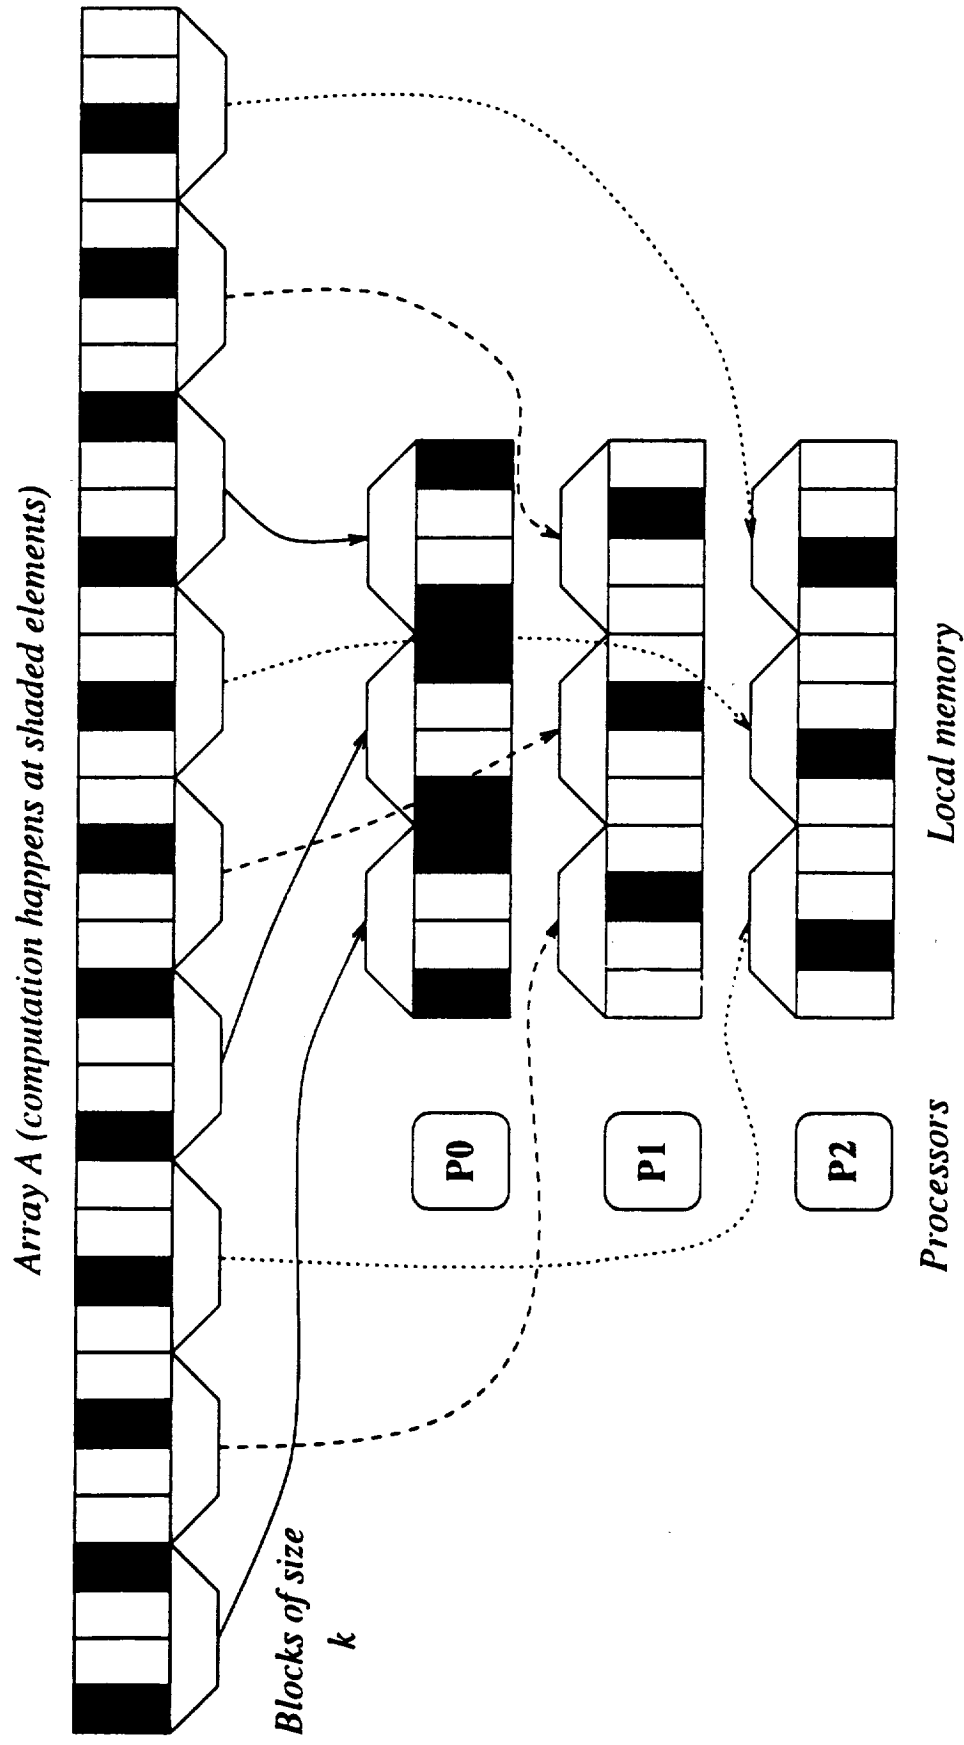 Array A (computation happens at shaded elements)
Blocks of size
k
P0
P1
P2
Processors
Local memory